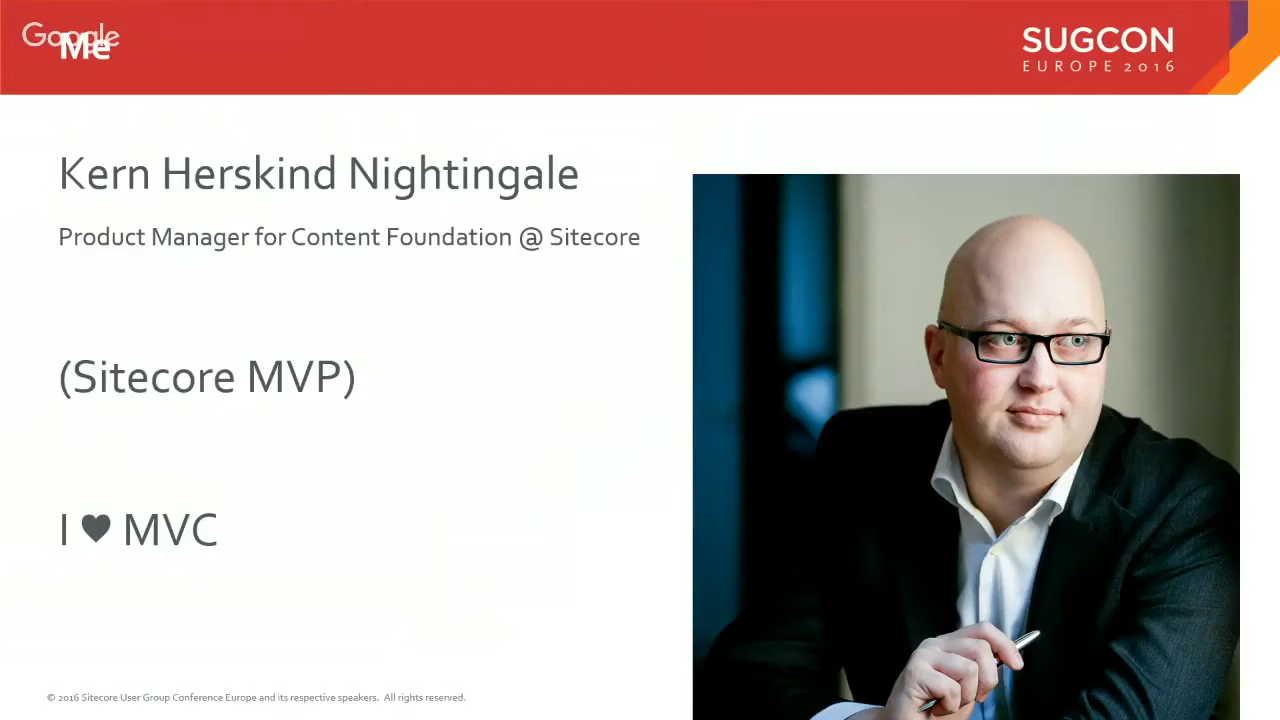 Google
Me
SUGCON
EUROPE 2016
Kern Herskind Nightingale
Product Manager for Content Foundation @ Sitecore
(Sitecore MVP)
I ♥ MVC
© 2016 Sitecore User Group Conference Europe and its respective speakers. All rights reserved.